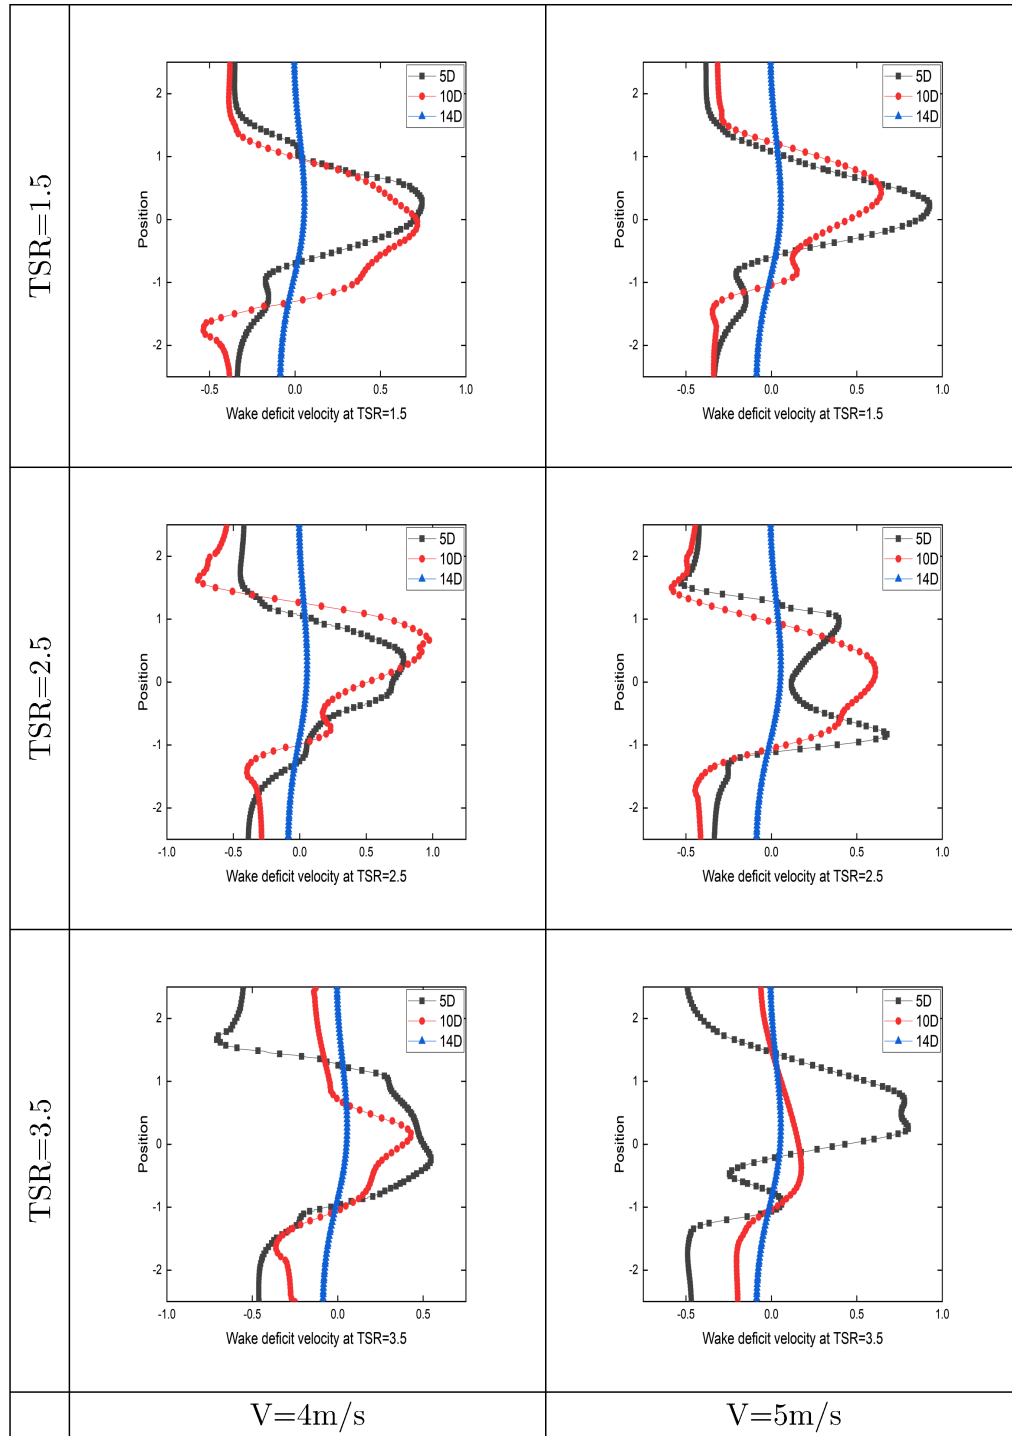 TSR=1.5
5D
10D
14D
2
1
0
-1
-2
Position
-0.5 0.0 0.5 1.0
Wake deficit velocity at TSR=1.5
5D
10D
14D
2
1
0
-1
-2
Position
-0.5 0.0 0.5 1.0
Wake deficit velocity at TSR=1.5
TSR=2.5
5D
10D
14D
2
1
0
-1
-2
Position
-1.0 -0.5 0.0 0.5 1.0
Wake deficit velocity at TSR=2.5
5D
10D
14D
2
1
0
-1
-2
Position
-0.5 0.0 0.5 1.0
Wake deficit velocity at TSR=2.5
TSR=3.5
5D
10D
14D
2
1
0
-1
-2
Position
-1.0 -0.5 0.0 0.5
Wake deficit velocity at TSR=3.5
5D
10D
14D
2
1
0
-1
-2
Position
-0.5 0.0 0.5 1.0
Wake deficit velocity at TSR=3.5
V=4m/s
V=5m/s